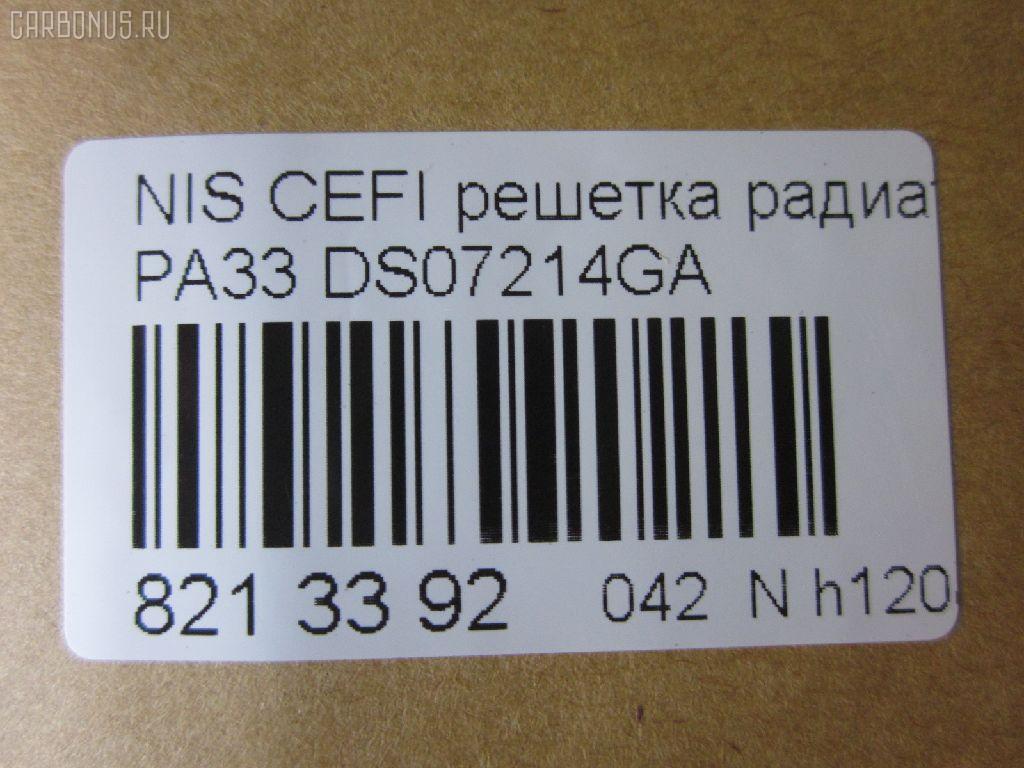 CARBONUS.RU
NIS CEFI решетка радиат
PA33 DS07214GA
821 33 92 042 N h120